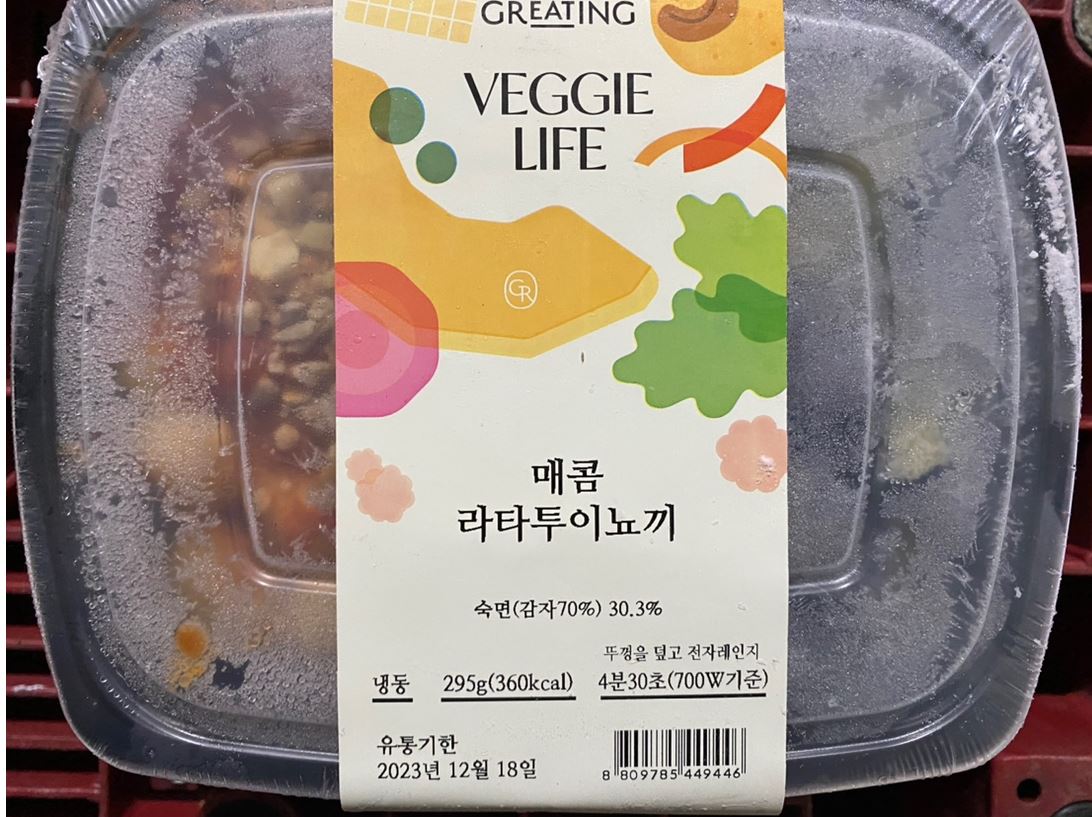 GREATING
VEGGIE
LIFE
GR
매콤
라타투이뇨끼
숙면(감자70%) 30.3%
뚜껑을 덮고 전자레인지
냉동 295g(360kcal) 4분30초(700W기준)
유통기한
2023년 12월 18일
8 809785 449446